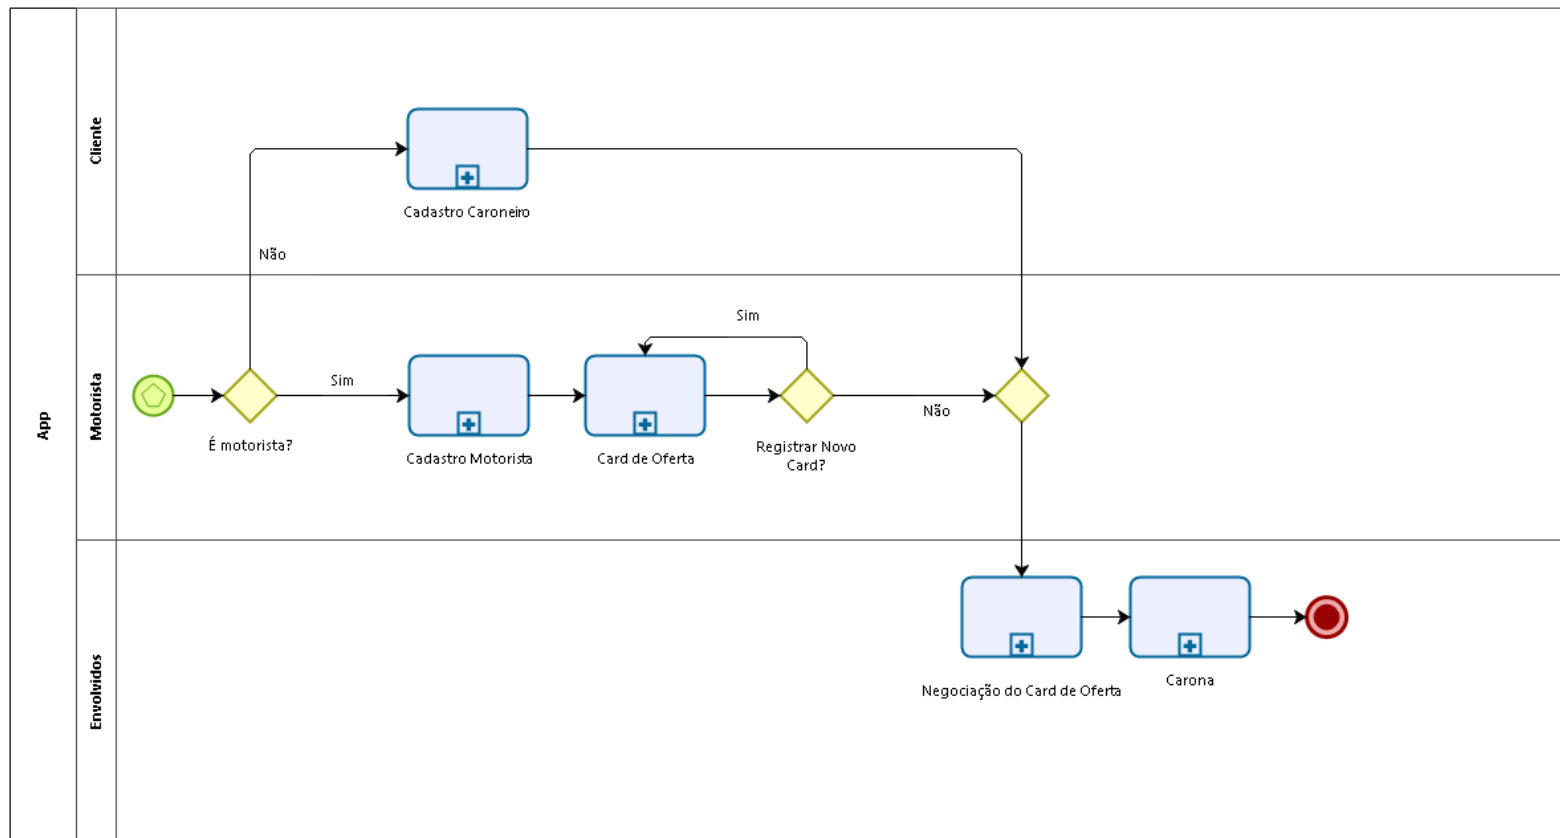 App
Cliente
Cadastro Caroneiro
Não
Motorista
É motorista?
Sim
Cadastro Motorista
Card de Oferta
Sim
Registrar Novo
Card?
Não
Envolvidos
Negociação do Card de Oferta
Carona